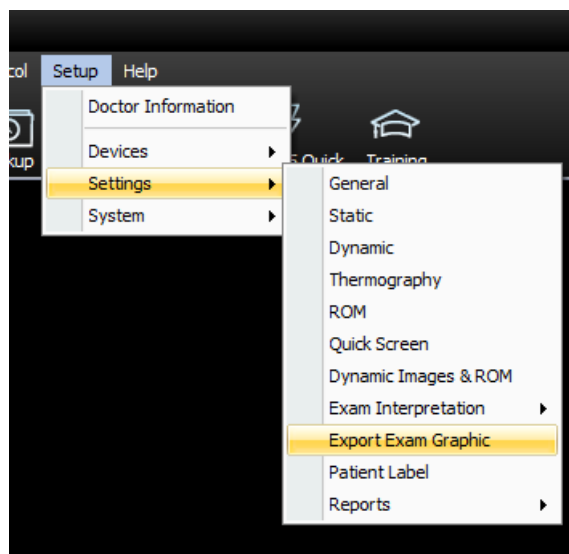 col Setup Help
Doctor Information
kup Quick Training
Devices
Settings
System
General
Static
Dynamic
Thermography
ROM
Quick Screen
Dynamic Images & ROM
Exam Interpretation
Export Exam Graphic
Patient Label
Reports